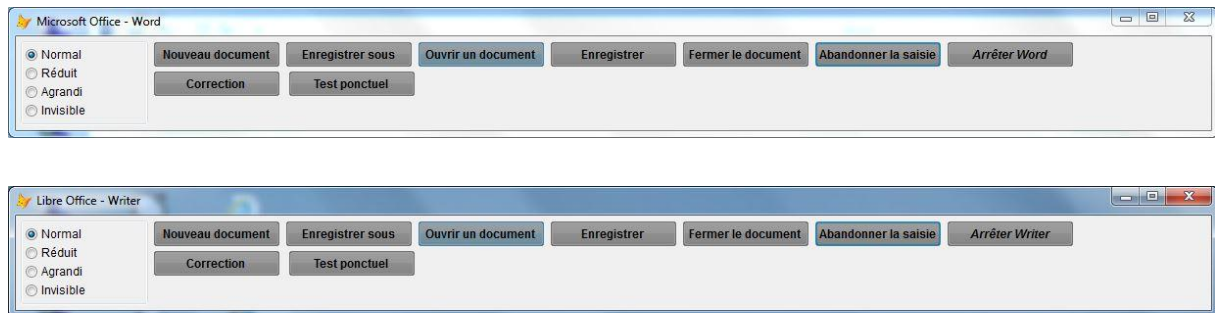 Microsoft Office - Word
Normal Nouveau document Enregistrer sous Ouvrir un document Enregistrer Fermer le document Abandonner la saisie Arrêter Word
Réduit
Agrandi Correction Test ponctuel
Invisible
Libre Office - Writer
Normal Nouveau document Enregistrer sous Ouvrir un document Enregistrer Fermer le document Abandonner la saisie Arrêter Writer
Réduit
Agrandi Correction Test ponctuel
Invisible